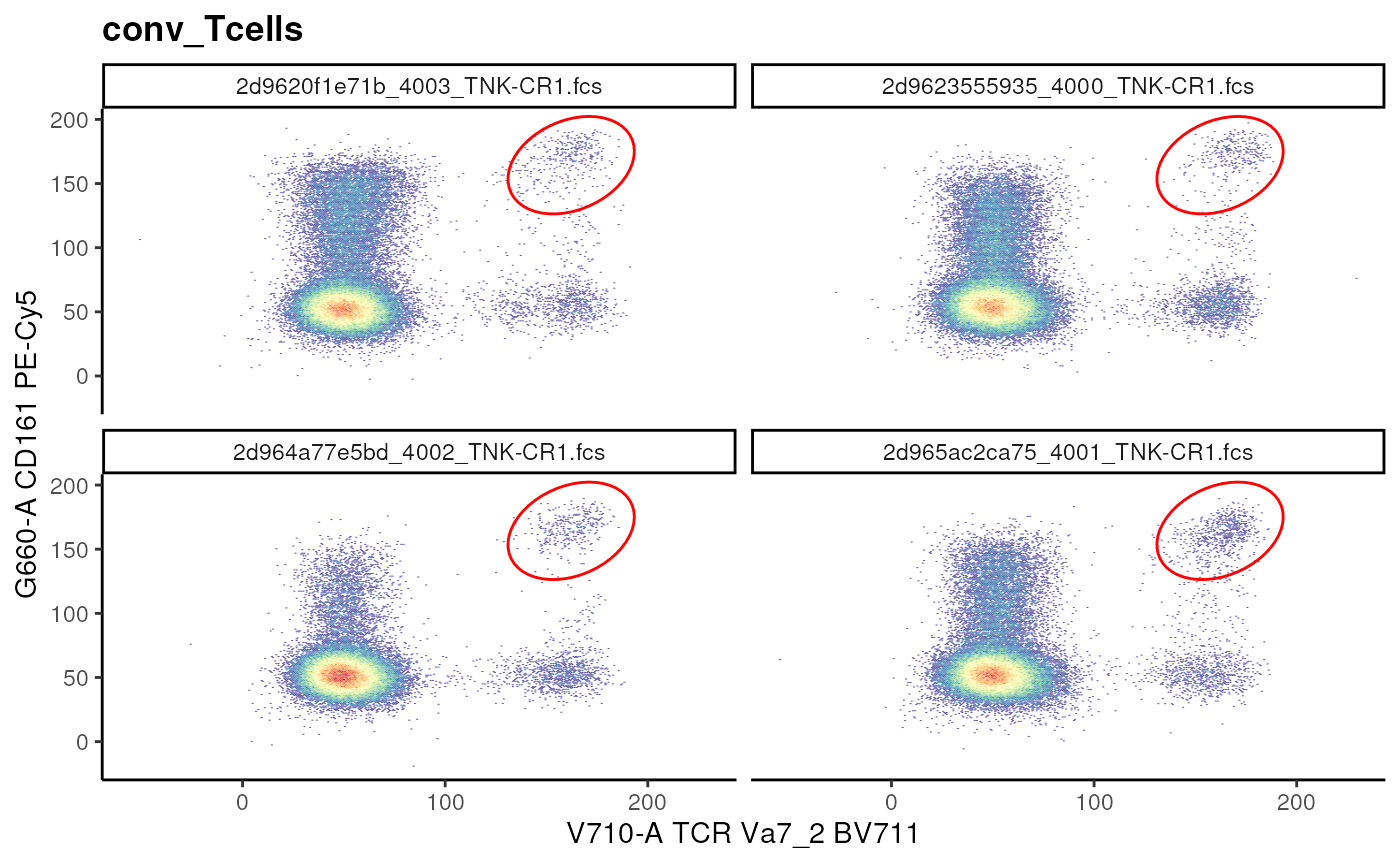 conv_Tcells
2d9620f1e71b_4003_TNK-CR1.fcs
2d9623555935_4000_TNK-CR1.fcs
200
150
100
50
0
G660-A CD161 PE-Cy5
2d964a77e5bd_4002_TNK-CR1.fcs
2d965ac2ca75_4001_TNK-CR1.fcs
200
150
100
50
0
0 100 200
0 100 200
V710-A TCR Va7_2 BV711